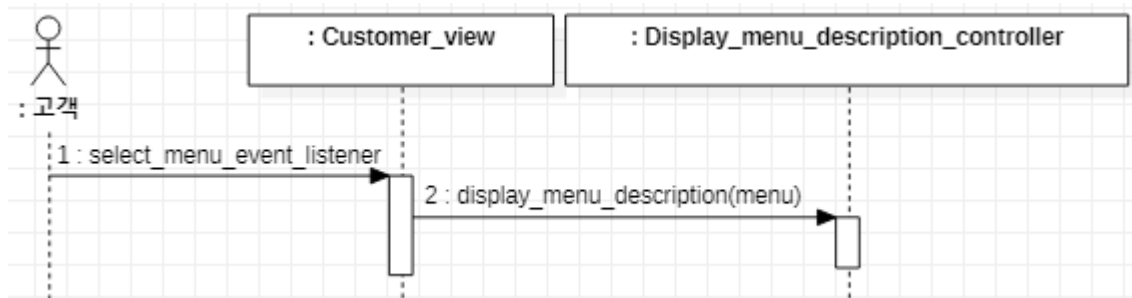 : Customer_view
: Display_menu_description_controller
: 고객
1 : select_menu_event_listener
2 : display_menu_description(menu)